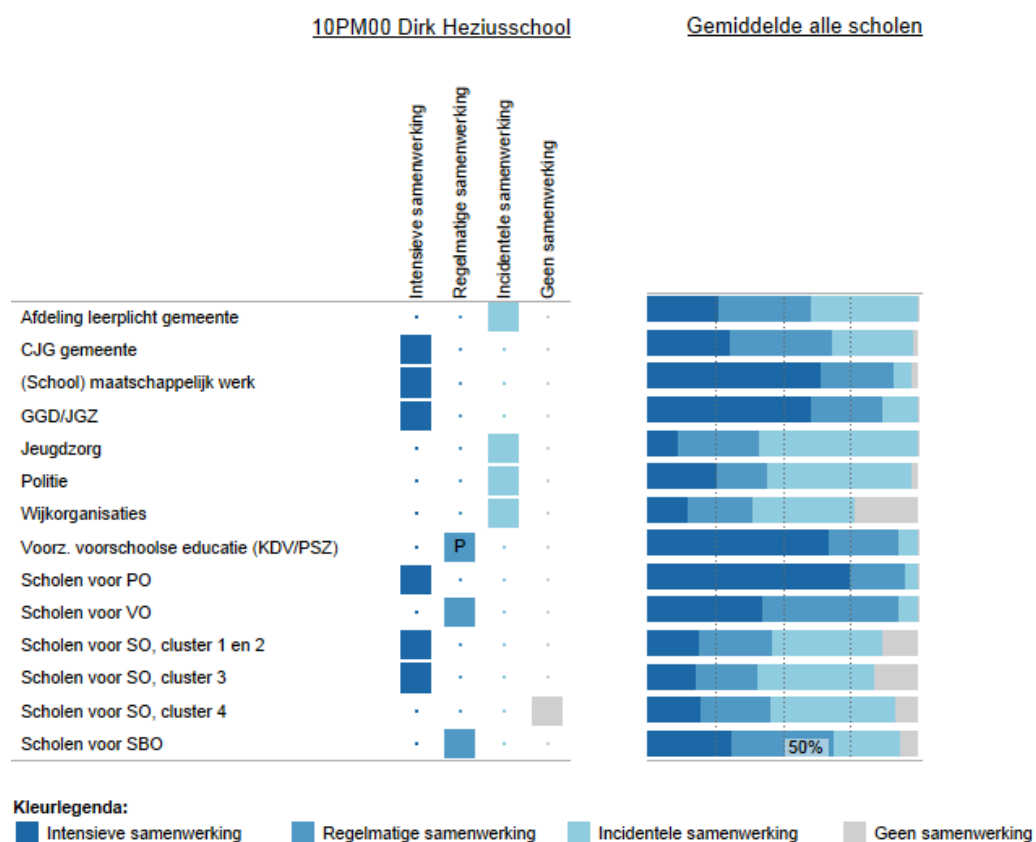 10PM00 Dirk Heziusschool
Gemiddelde alle scholen
Intensieve samenwerking
Regelmatige samenwerking
Incidentele samenwerking
Geen samenwerking
Afdeling leerplicht gemeente
CJG gemeente
(School) maatschappelijk werk
GGD/JGZ
Jeugdzorg
Politie
Wijkorganisaties
Voorz. voorschoolse educatie (KDV/PSZ)
P
Scholen voor PO
Scholen voor VO
Scholen voor SO, cluster 1 en 2
Scholen voor SO, cluster 3
Scholen voor SO, cluster 4
Scholen voor SBO
50%
Kleurlegenda:
Intensieve samenwerking
Regelmatige samenwerking
Incidentele samenwerking
Geen samenwerking